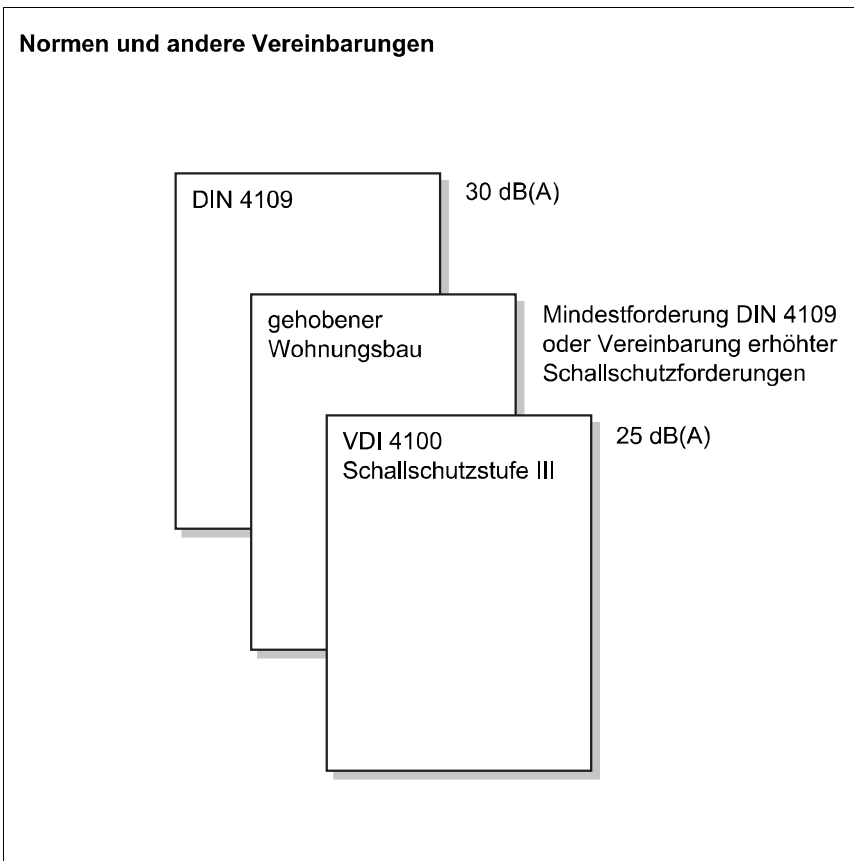 Normen und andere Vereinbarungen
DIN 4109
30 dB(A)
gehobener
Wohnungsbau
Mindestforderung DIN 4109
oder Vereinbarung erhöhter
Schallschutzforderungen
VDI 4100
Schallschutzstufe III
25 dB(A)